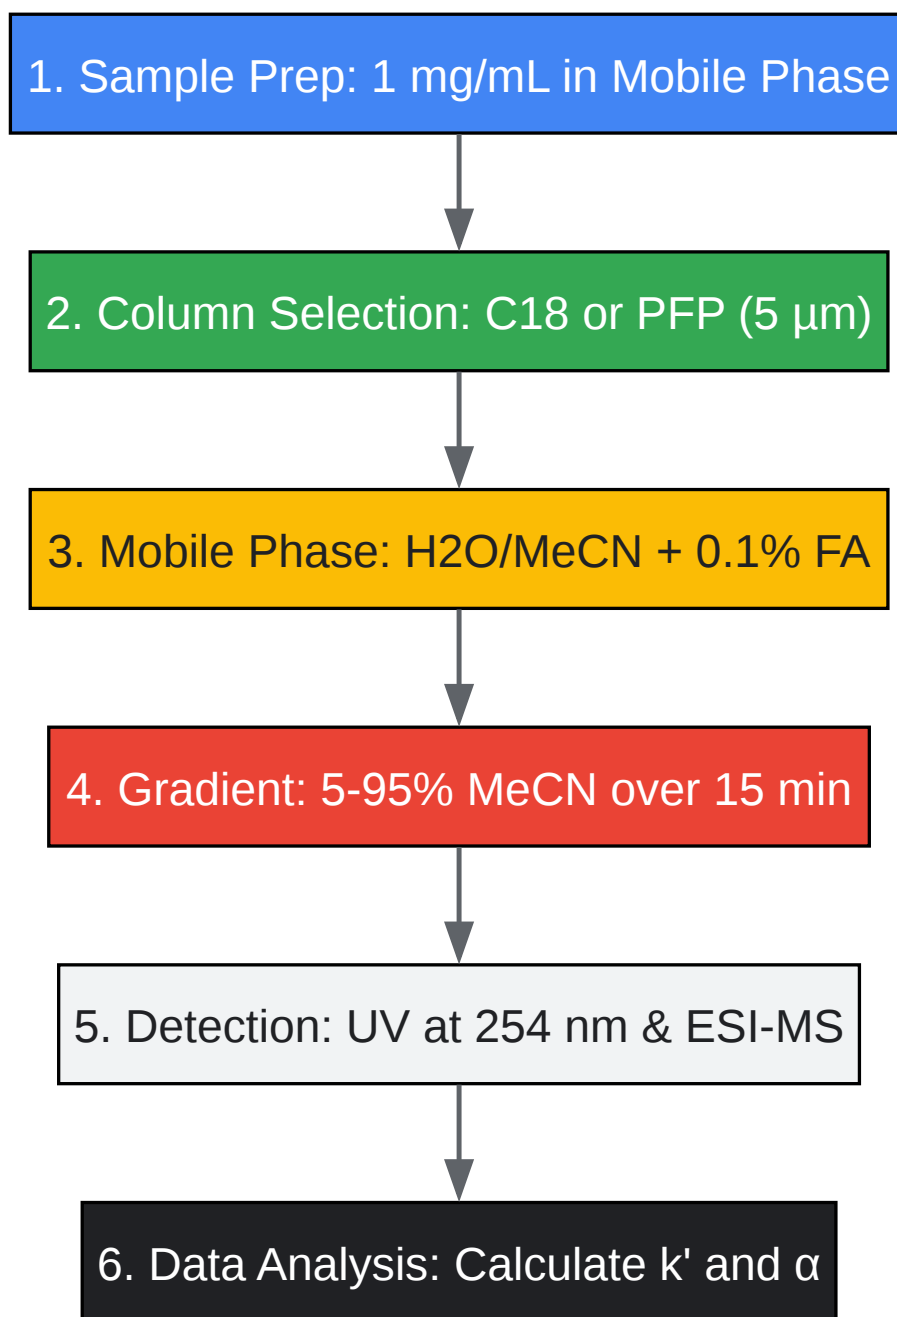 1. Sample Prep: 1 mg/mL in Mobile Phase
2. Column Selection: C18 or PFP (5 µm)
3. Mobile Phase: H2O/MeCN + 0.1% FA
4. Gradient: 5-95% MeCN over 15 min
5. Detection: UV at 254 nm & ESI-MS
6. Data Analysis: Calculate k' and α